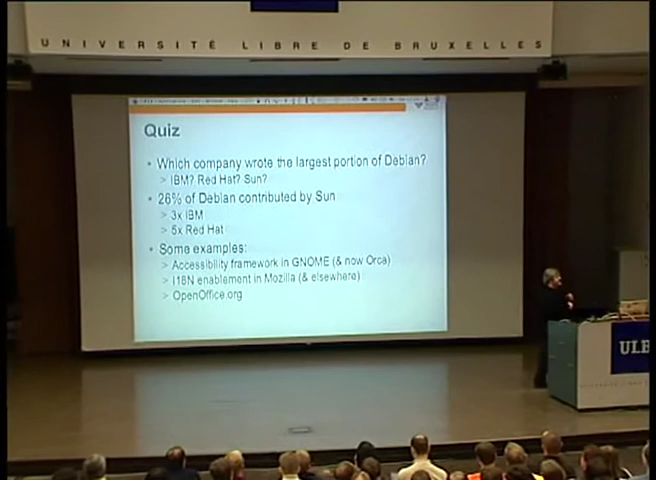 UNIVERSITÉ LIBRE DE BRUXELLES
Quiz
• Which company wrote the largest portion of Debian?
> IBM? Red Hat? Sun?
• 26% of Debian contributed by Sun
> 3x IBM
> 5x Red Hat
• Some examples:
> Accessibility framework in GNOME (& now Orca)
> I18N enablement in Mozilla (& elsewhere)
> OpenOffice.org
ULB